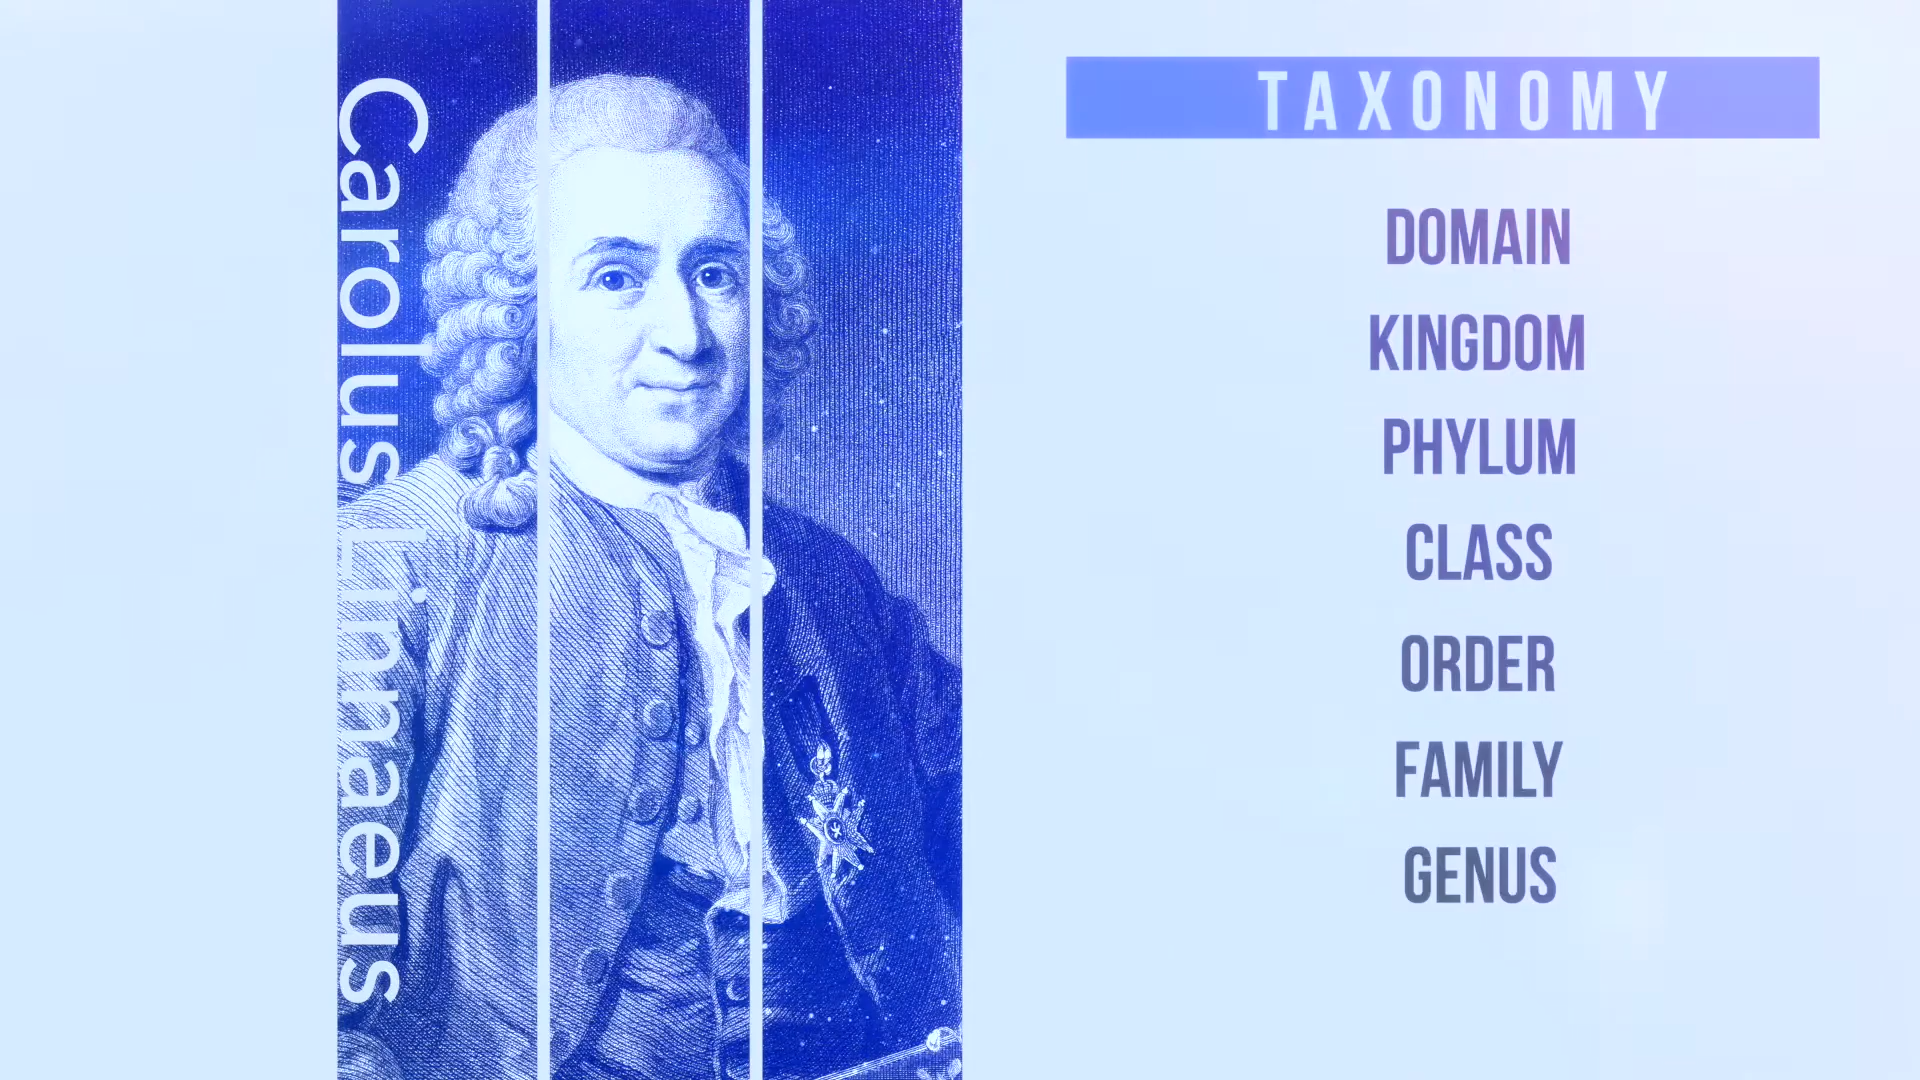 Carolus Linnaeus
TAXONOMY
DOMAIN
KINGDOM
PHYLUM
CLASS
ORDER
FAMILY
GENUS